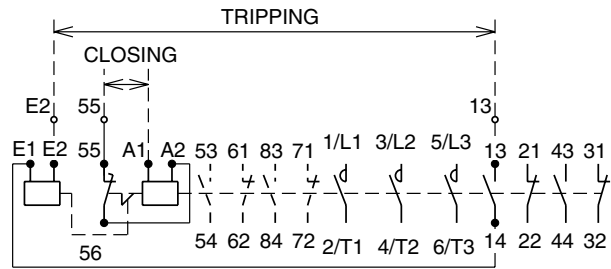 TRIPPING
CLOSING
E2 55 13
E1 E2 55 A1 A2 53 61 83 71 1/L1 3/L2 5/L3 13 21 43 31
56 54 62 84 72 2/T1 4/T2 6/T3 14 22 44 32